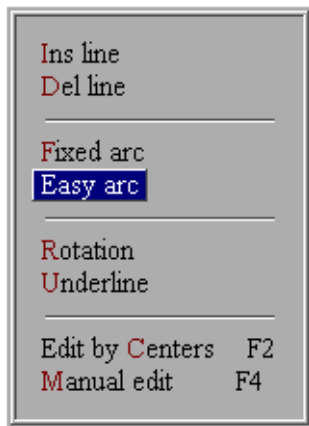 Ins line
Del line
Fixed arc
Easy arc
Rotation
Underline
Edit by Centers F2
Manual edit F4